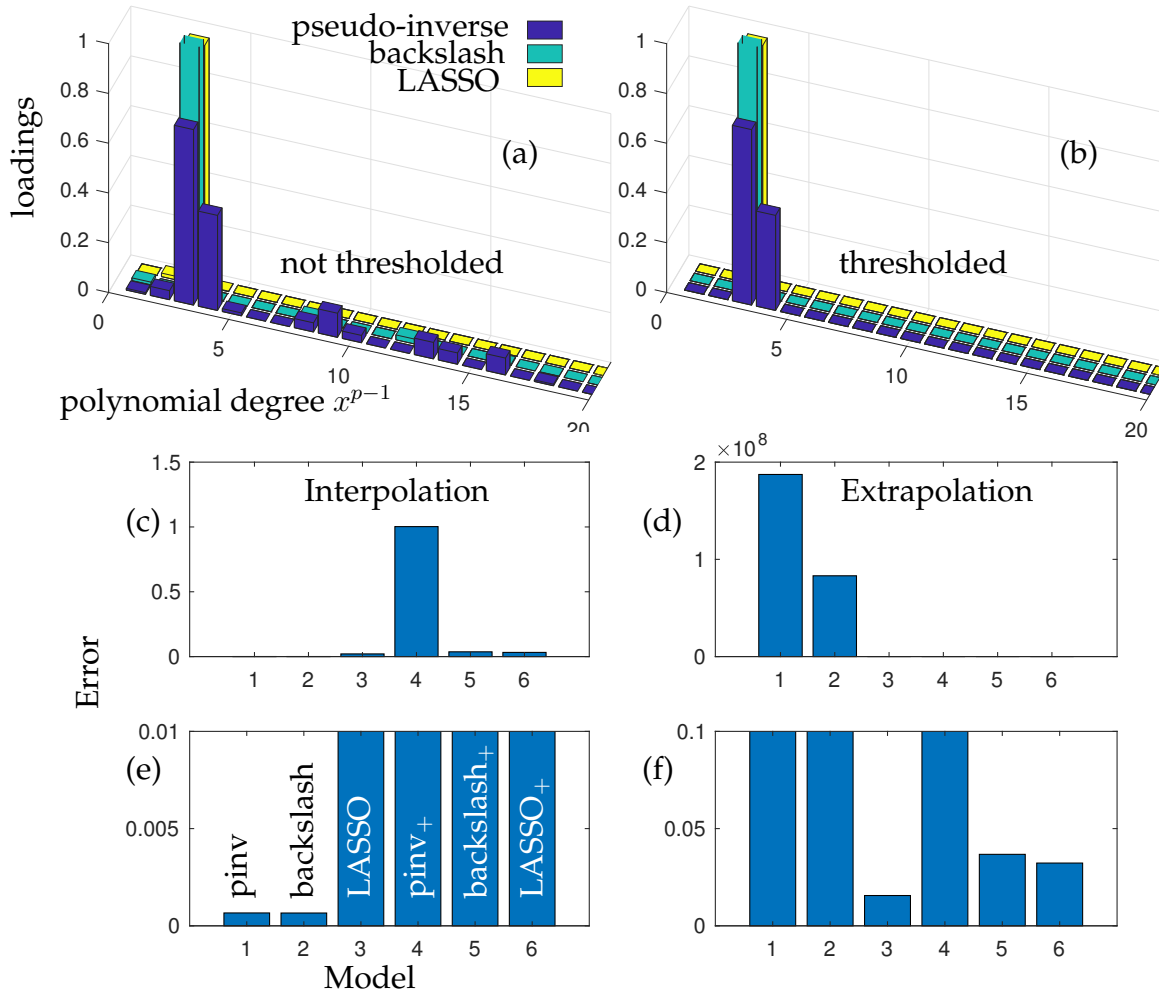 pseudo-inverse
backslash
LASSO
loadings
1
0.8
0.6
0.4
0.2
0
(a)
not thresholded
0
5
10
15
20
polynomial degree x^{p−1}
1
0.8
0.6
0.4
0.2
0
(b)
thresholded
0
5
10
15
20
Error
(c)
Interpolation
1.5
1
0.5
0
1 2 3 4 5 6
(d)
Extrapolation
×10^8
2
1
0
1 2 3 4 5 6
(e)
0.01
0.005
0
pinv
backslash
LASSO
pinv_+
backslash_+
LASSO_+
1 2 3 4 5 6
Model
(f)
0.1
0.05
0
1 2 3 4 5 6